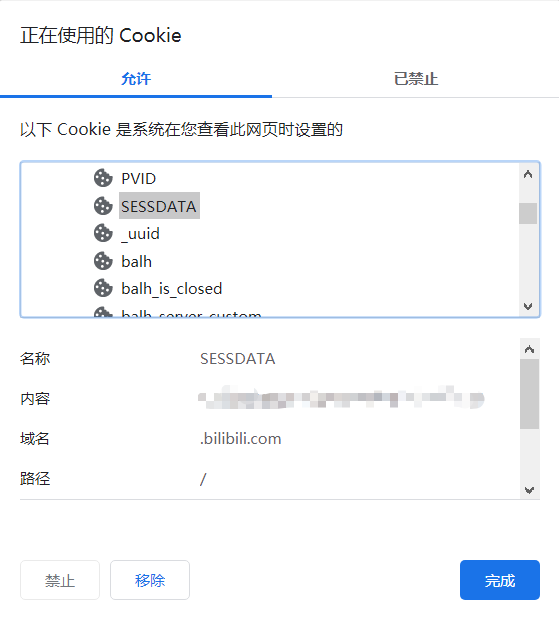 正在使用的 Cookie
允许
已禁止
以下 Cookie 是系统在您查看此网页时设置的
PVID
SESSDATA
_uuid
balh
balh_is_closed
balh_server_custom
名称 SESSDATA
内容
域名 .bilibili.com
路径 /
禁止
移除
完成